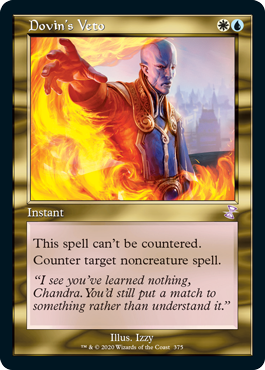 Dovin's Veto
Instant
This spell can't be countered.
Counter target noncreature spell.
"I see you've learned nothing,
Chandra. You'd still put a match to
something rather than understand it."
Illus. Izzy
™ & © 2020 Wizards of the Coast 375